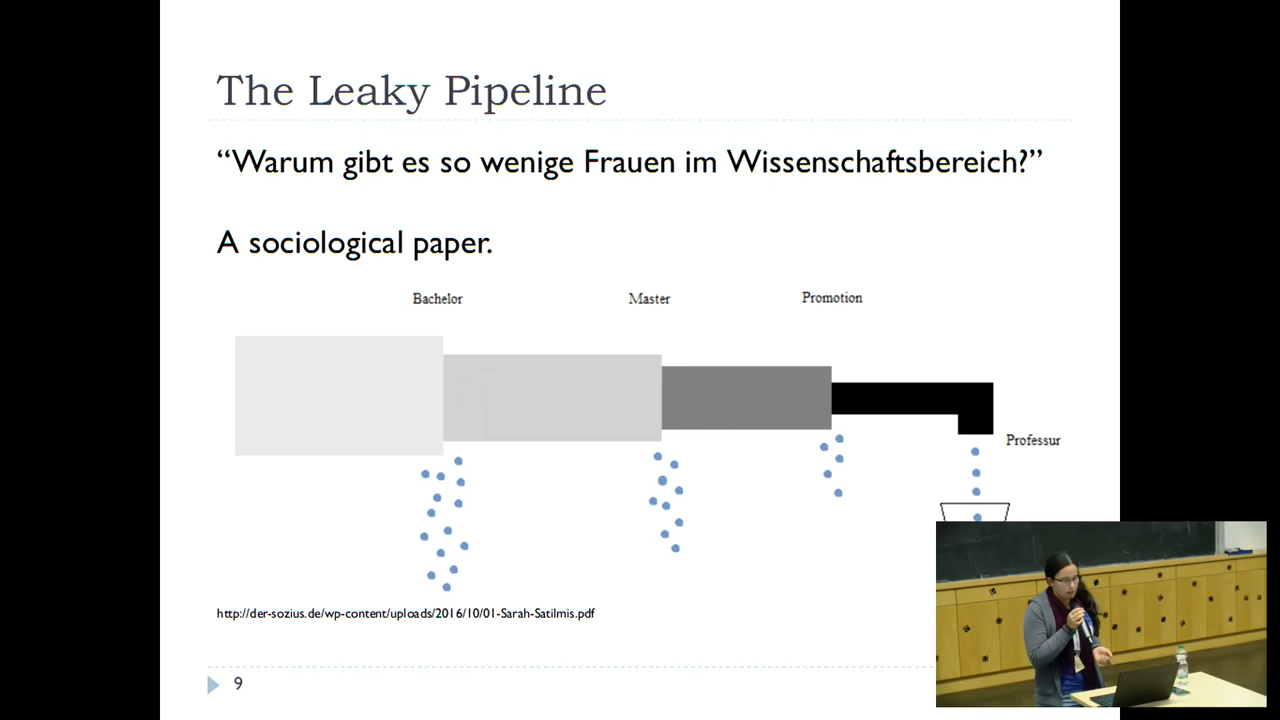 The Leaky Pipeline
“Warum gibt es so wenige Frauen im Wissenschaftsbereich?”
A sociological paper.
Bachelor
Master
Promotion
Professur
http://der-sozius.de/wp-content/uploads/2016/10/01-Sarah-Satilmis.pdf
9